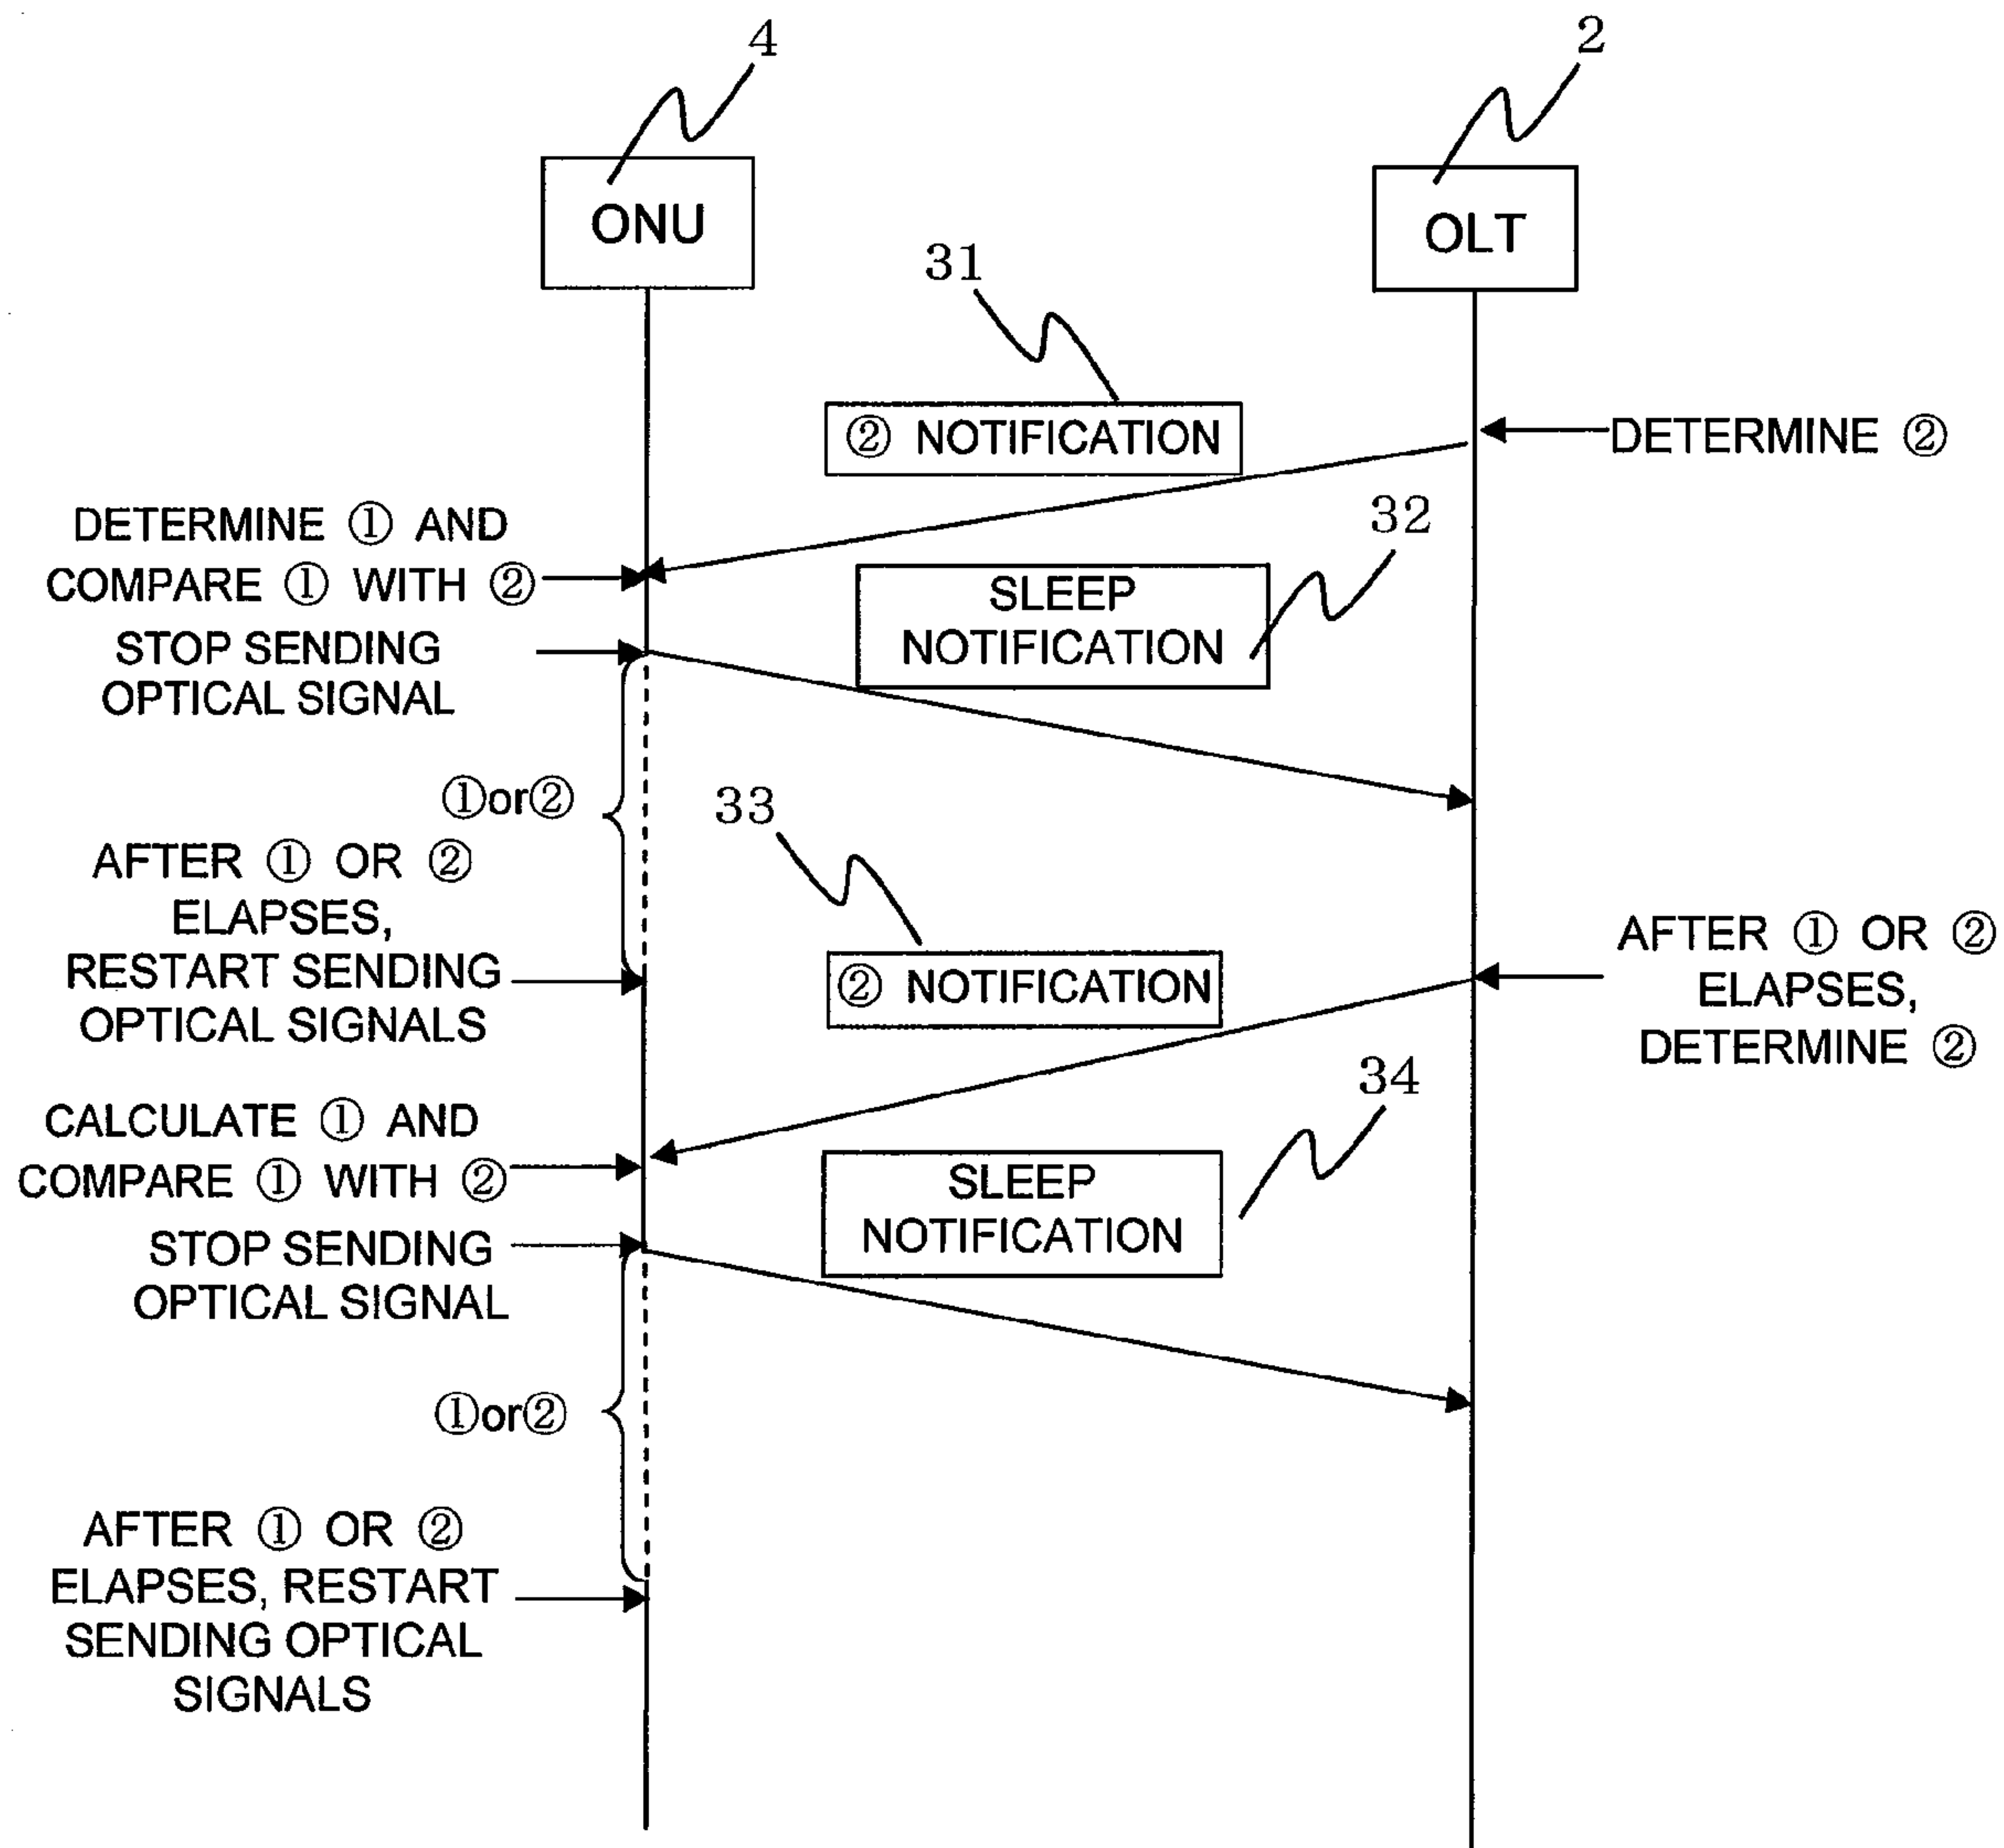 4
2
ONU
OLT
31
② NOTIFICATION
DETERMINE ②
DETERMINE ① AND
COMPARE ① WITH ②
32
SLEEP
NOTIFICATION
STOP SENDING
OPTICAL SIGNAL
①or②
33
AFTER ① OR ②
ELAPSES,
RESTART SENDING
OPTICAL SIGNALS
② NOTIFICATION
AFTER ① OR ②
ELAPSES,
DETERMINE ②
34
CALCULATE ① AND
COMPARE ① WITH ②
SLEEP
NOTIFICATION
STOP SENDING
OPTICAL SIGNAL
①or②
AFTER ① OR ②
ELAPSES, RESTART
SENDING OPTICAL
SIGNALS